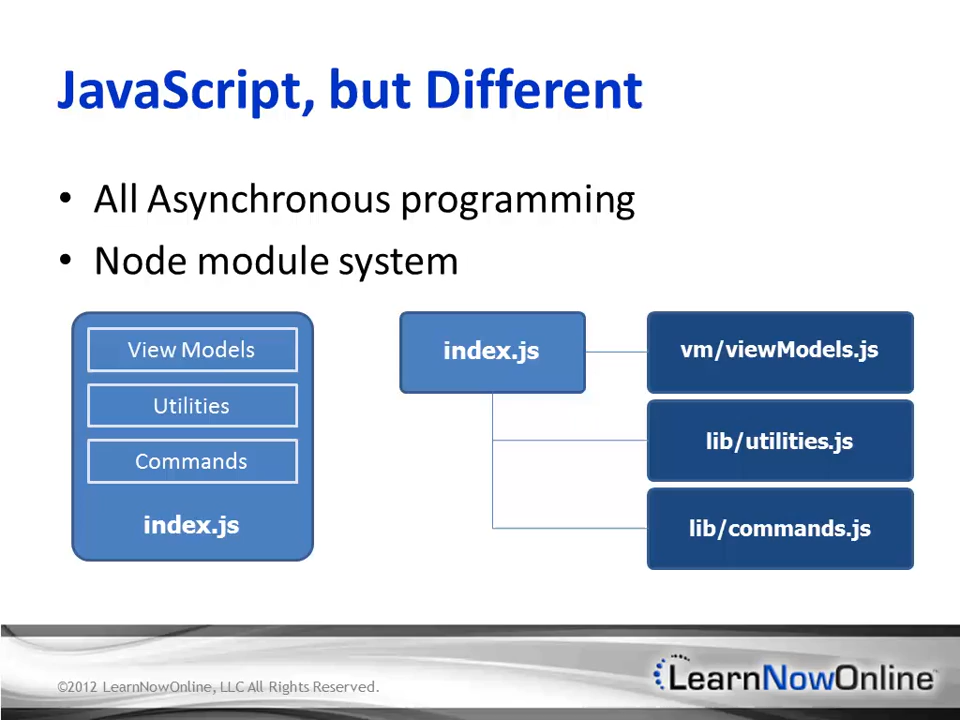 JavaScript, but Different
• All Asynchronous programming
• Node module system
View Models
Utilities
Commands
index.js
index.js
vm/viewModels.js
lib/utilities.js
lib/commands.js
©2012 LearnNowOnline, LLC All Rights Reserved.
LearnNowOnline